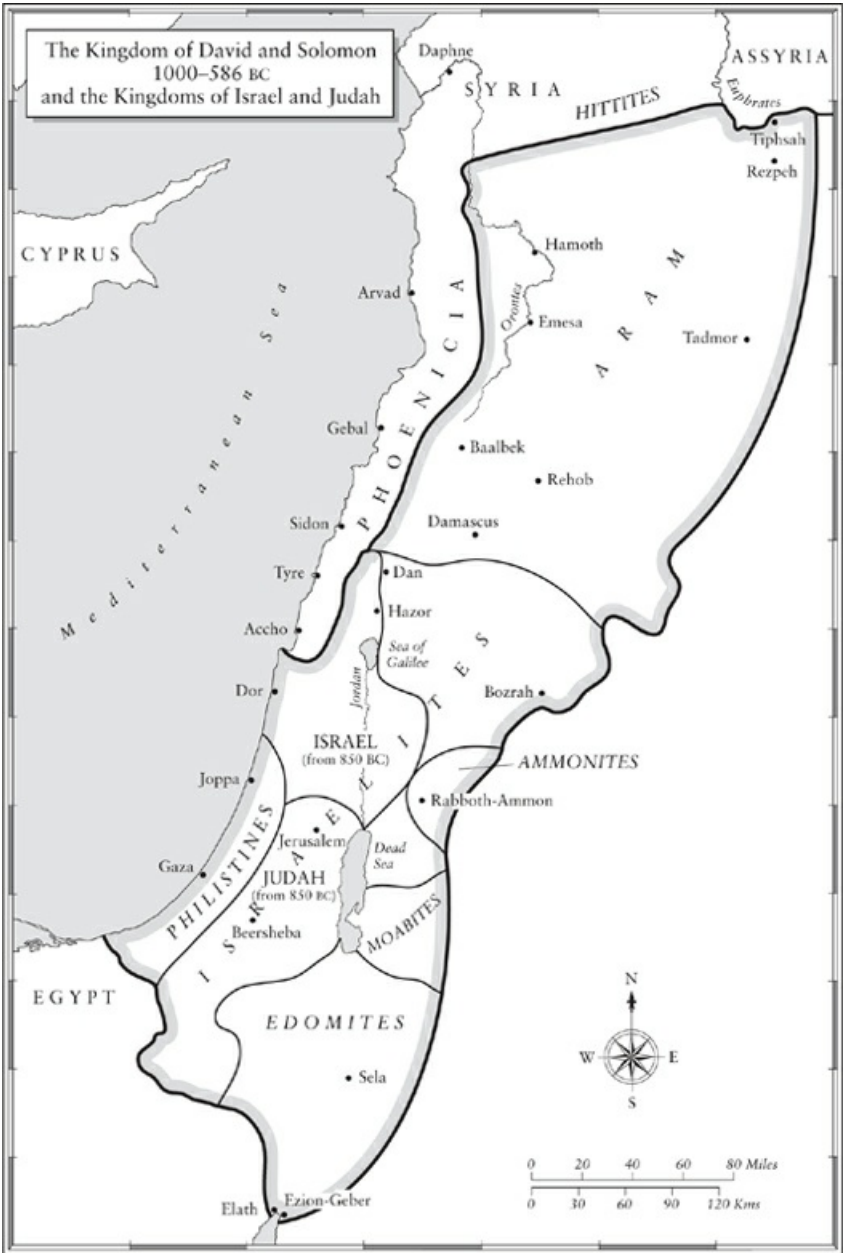 The Kingdom of David and Solomon
1000–586 BC
and the Kingdoms of Israel and Judah
Daphne
SYRIA
ASSYRIA
HITTITES
Euphrates
Tiphsah
Rezpeh
CYPRUS
Hamoth
Arvad
Orontes
Emesa
ARAM
Tadmor
Mediterranean Sea
PHOENICIA
Gebal
Baalbek
Rehob
Sidon
Damascus
Tyre
Dan
Hazor
Accho
Sea of
Galilee
Dor
Jordan
Bozrah
ISRAEL
(from 850 BC)
ISRAELITES
AMMONITES
Joppa
Rabboth-Ammon
Jerusalem
Dead
Sea
Gaza
PHILISTINES
JUDAH
(from 850 BC)
Beersheba
MOABITES
EGYPT
EDOMITES
N
W
E
S
Sela
0 20 40 60 80 Miles
0 30 60 90 120 Kms
Elath
Ezion-Geber